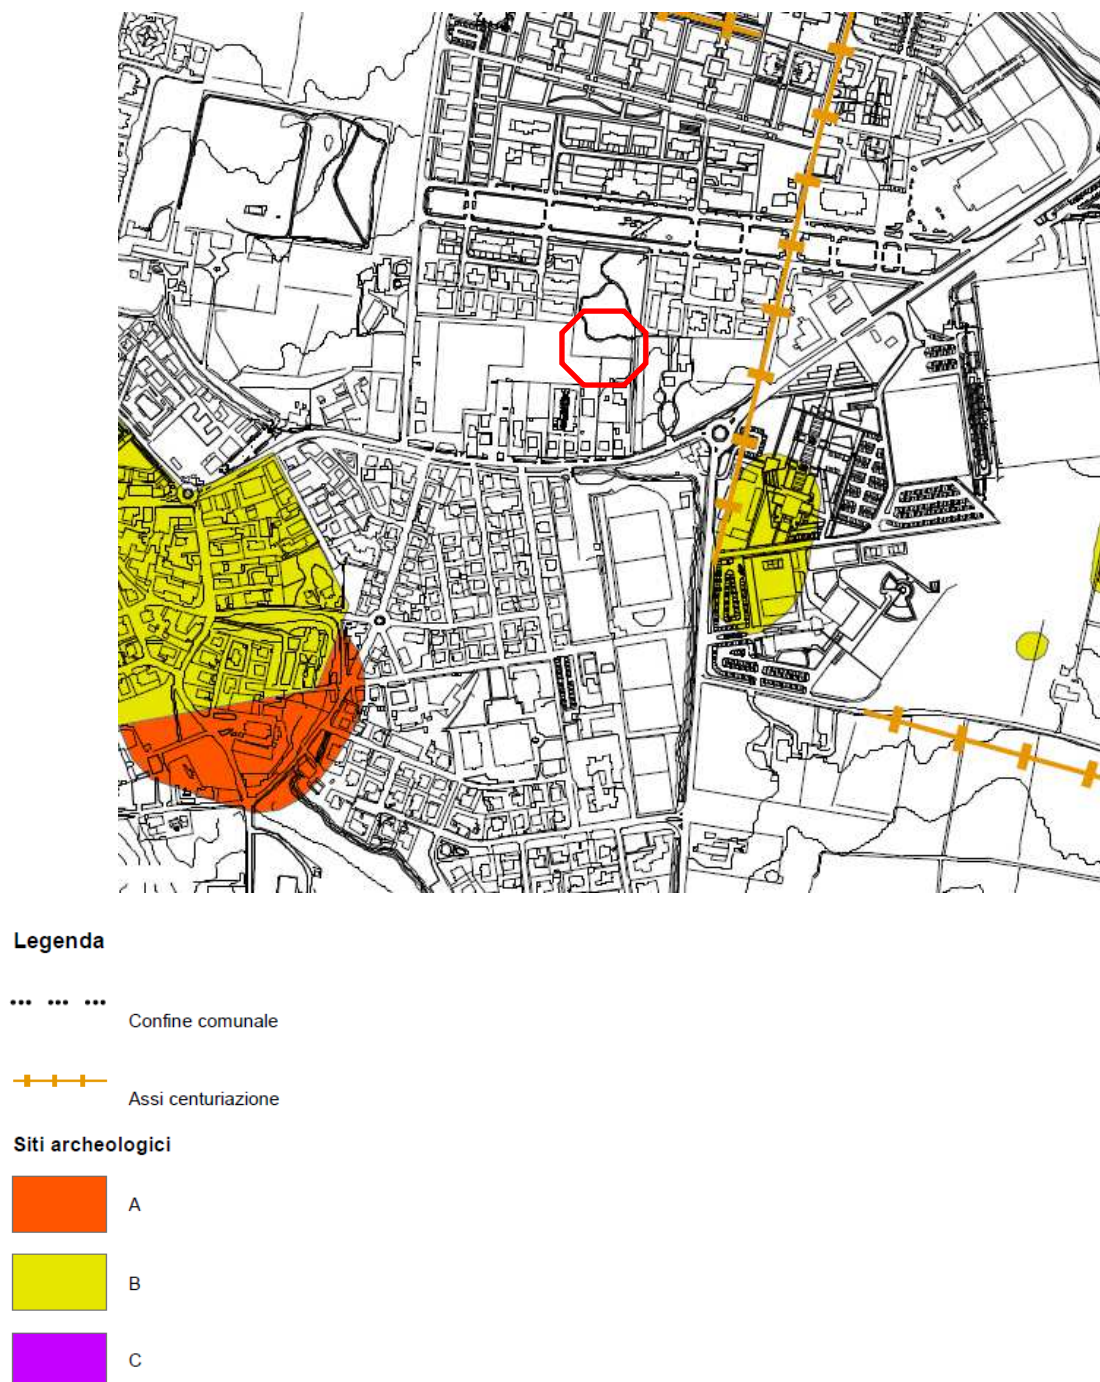 Legenda
Confine comunale
Assi centuriazione
Siti archeologici
A
B
C